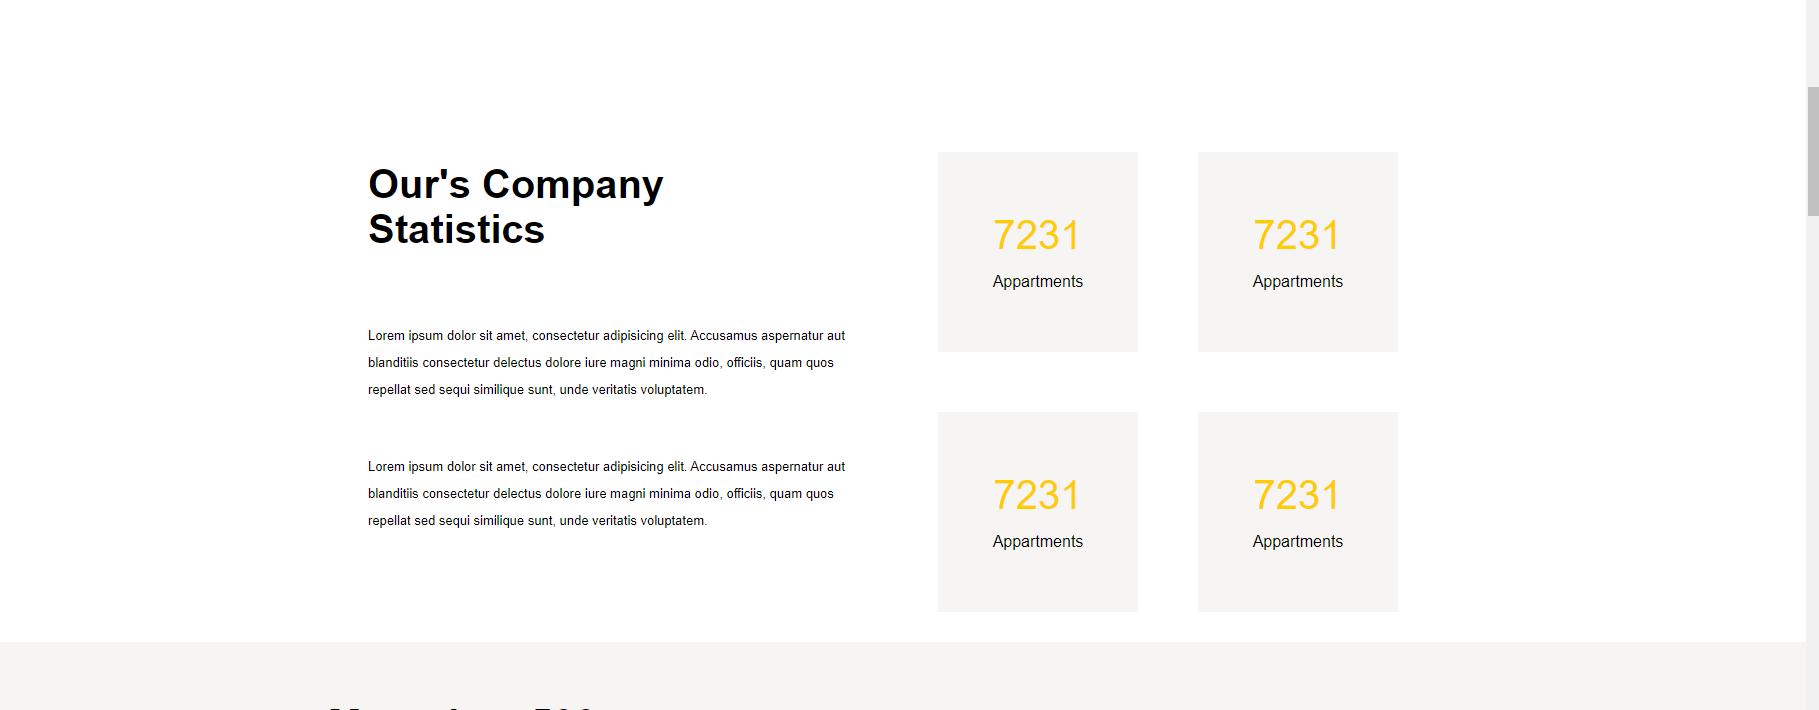 Our's Company
Statistics
Lorem ipsum dolor sit amet, consectetur adipisicing elit. Accusamus aspernatur aut
blanditiis consectetur delectus dolore iure magni minima odio, officiis, quam quos
repellat sed sequi similique sunt, unde veritatis voluptatem.
Lorem ipsum dolor sit amet, consectetur adipisicing elit. Accusamus aspernatur aut
blanditiis consectetur delectus dolore iure magni minima odio, officiis, quam quos
repellat sed sequi similique sunt, unde veritatis voluptatem.
7231
Appartments
7231
Appartments
7231
Appartments
7231
Appartments